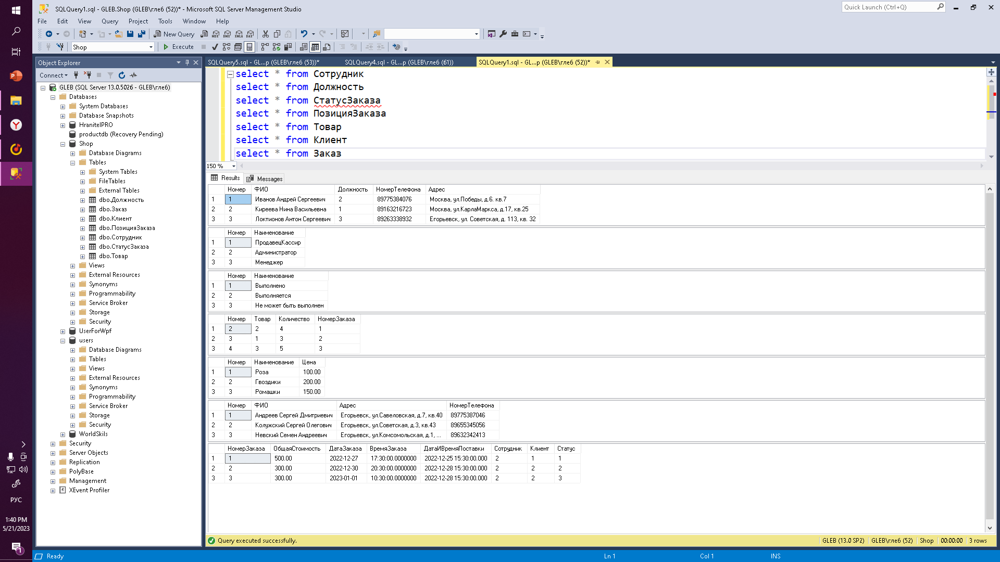 SQLQuery1.sql - GLEB.Shop (GLEB\гле6 (52))* - Microsoft SQL Server Management Studio
Quick Launch (Ctrl+Q)
File Edit View Query Project Tools Window Help
New Query
MDX DMX XMLA DAX
Shop
Execute
Object Explorer
Connect
GLEB (SQL Server 13.0.5026 - GLEB\гле6)
Databases
System Databases
Database Snapshots
HranitelPRO
productdb (Recovery Pending)
Shop
Database Diagrams
Tables
System Tables
FileTables
External Tables
dbo.Должность
dbo.Заказ
dbo.Клиент
dbo.ПозицияЗаказа
dbo.Сотрудник
dbo.СтатусЗаказа
dbo.Товар
Views
External Resources
Synonyms
Programmability
Service Broker
Storage
Security
UserForWpf
users
Database Diagrams
Tables
Views
External Resources
Synonyms
Programmability
Service Broker
Storage
Security
WorldSkils
Security
Server Objects
Replication
PolyBase
Management
XEvent Profiler
SQLQuery5.sql - GL...p (GLEB\гле6 (53))*
SQLQuery4.sql - GL...p (GLEB\гле6 (61))
SQLQuery1.sql - GL...p (GLEB\гле6 (52))*
select * from Сотрудник
select * from Должность
select * from СтатусЗаказа
select * from ПозицияЗаказа
select * from Товар
select * from Клиент
select * from Заказ
150 %
Results Messages
Номер ФИО Должность НомерТелефона Адрес
1 1 Иванов Андрей Сергеевич 2 89775384076 Москва, ул.Победы, д.6. кв.7
2 2 Киреева Нина Васильевна 1 89163216723 Москва, ул.КарлаМаркса, д.17, кв.25
3 3 Локтионов Антон Сергеевич 3 89263338932 Егорьевск, ул. Советская, д. 113, кв. 32
Номер Наименование
1 1 ПродавецКассир
2 2 Администратор
3 3 Менеджер
Номер Наименование
1 1 Выполнено
2 2 Выполняется
3 3 Не может быть выполнен
Номер Товар Количество НомерЗаказа
1 2 2 4 1
2 3 1 3 2
3 4 3 5 3
Номер Наименование Цена
1 1 Роза 100.00
2 2 Гвоздики 200.00
3 3 Ромашки 150.00
Номер ФИО Адрес НомерТелефона
1 1 Андреев Сергей Дмитриевич Егорьевск, ул.Савеловская, д.7, кв.40 89775387046
2 2 Колужский Сергей Олегович Егорьевск, ул.Советская, д.3, кв.43 89655345056
3 3 Невский Семен Андреевич Егорьевск, ул.Комсомольская, д.1, ... 89632342413
НомерЗаказа ОбщаяСтоимость ДатаЗаказа ВремяЗаказа ДатаИВремяПоставки Сотрудник Клиент Статус
1 1 500.00 2022-12-27 17:30:00.0000000 2022-12-25 15:30:00.000 2 1 1
2 2 300.00 2022-12-30 20:30:00.0000000 2022-12-28 15:30:00.000 2 2 2
3 3 300.00 2023-01-01 10:30:00.0000000 2022-12-28 15:30:00.000 2 2 3
Query executed successfully.
GLEB (13.0 SP2) GLEB\гле6 (52) Shop 00:00:00 3 rows
Ready Ln 1 Col 1 INS
РУС
1:40 PM
5/21/2023
1